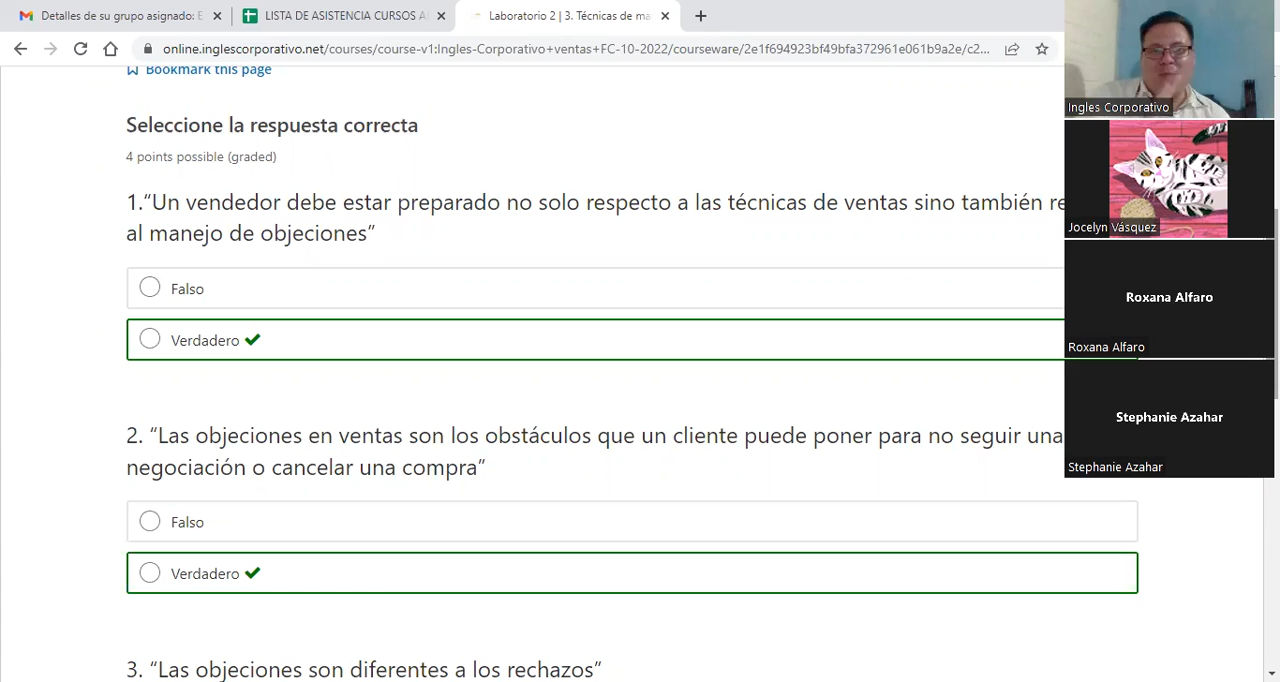 Detalles de su grupo asignado: E
LISTA DE ASISTENCIA CURSOS A
Laboratorio 2 | 3. Técnicas de ma
online.inglescorporativo.net/courses/course-v1:Ingles-Corporativo+ventas+FC-10-2022/courseware/2e1f694923bf49bfa372961e061b9a2e/c2...
Bookmark this page
Seleccione la respuesta correcta
4 points possible (graded)
1.“Un vendedor debe estar preparado no solo respecto a las técnicas de ventas sino también re
al manejo de objeciones”
Falso
Verdadero
2. “Las objeciones en ventas son los obstáculos que un cliente puede poner para no seguir una
negociación o cancelar una compra”
Falso
Verdadero
3. “Las objeciones son diferentes a los rechazos”
Ingles Corporativo
Jocelyn Vásquez
Roxana Alfaro
Roxana Alfaro
Stephanie Azahar
Stephanie Azahar